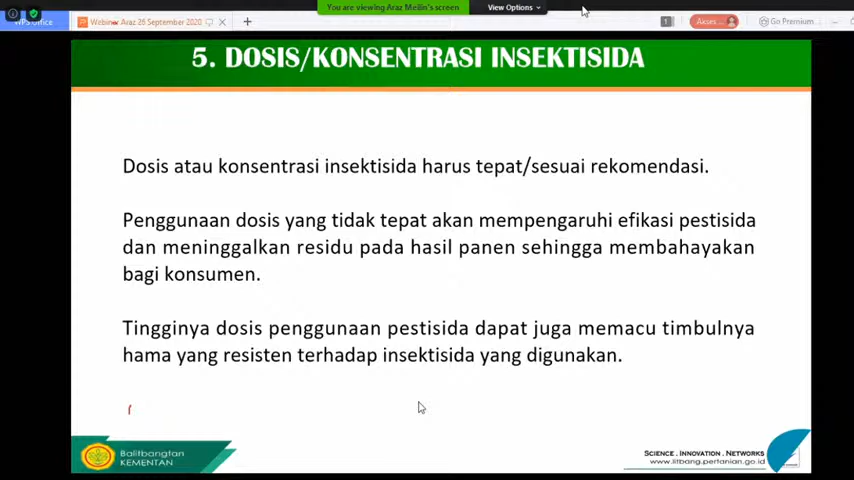 You are viewing Araz Meilin's screen
View Options
WPS Office
Webinar Araz 26 September 2020
1
Go Premium
5. DOSIS/KONSENTRASI INSEKTISIDA
Dosis atau konsentrasi insektisida harus tepat/sesuai rekomendasi.
Penggunaan dosis yang tidak tepat akan mempengaruhi efikasi pestisida
dan meninggalkan residu pada hasil panen sehingga membahayakan
bagi konsumen.
Tingginya dosis penggunaan pestisida dapat juga memacu timbulnya
hama yang resisten terhadap insektisida yang digunakan.
Balitbangtan
KEMENTAN
SCIENCE . INNOVATION . NETWORKS
www.litbang.pertanian.go.id